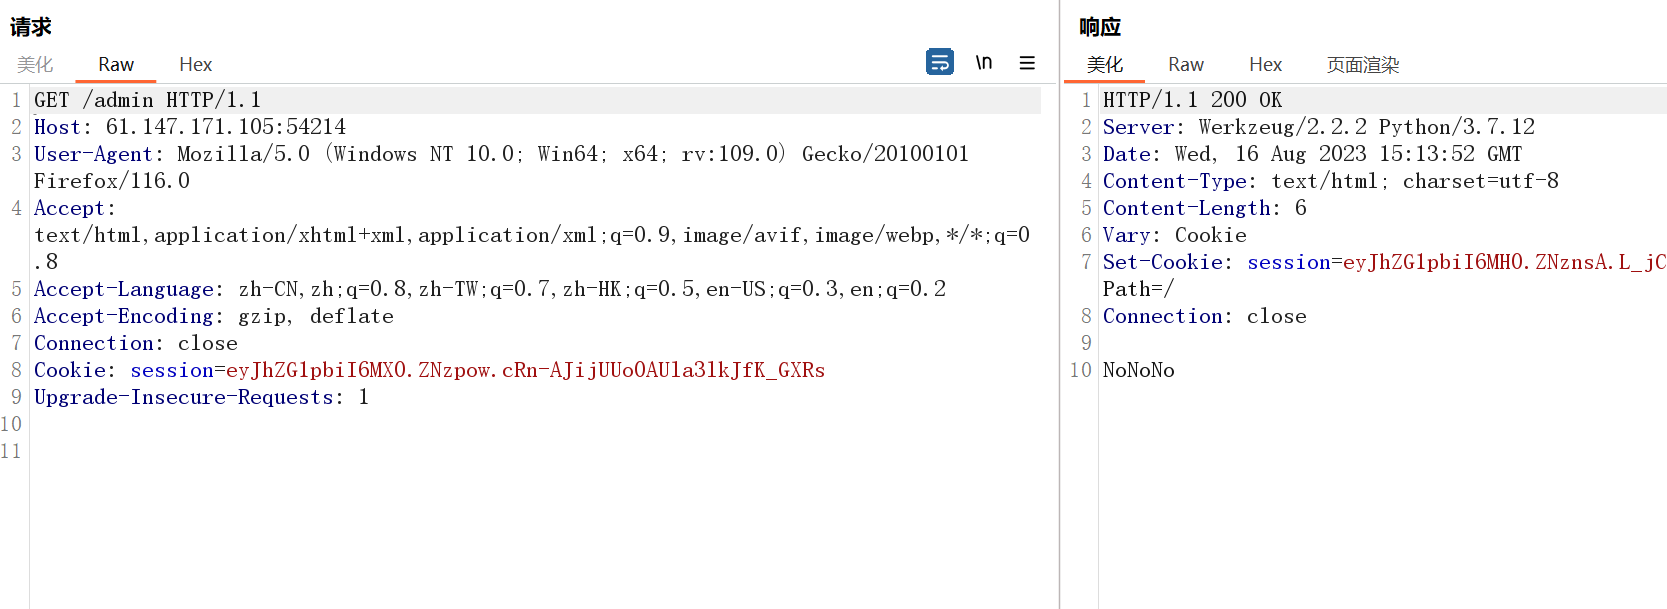 请求
美化 Raw Hex \n
1 GET /admin HTTP/1.1
2 Host: 61.147.171.105:54214
3 User-Agent: Mozilla/5.0 (Windows NT 10.0; Win64; x64; rv:109.0) Gecko/20100101
Firefox/116.0
4 Accept:
text/html,application/xhtml+xml,application/xml;q=0.9,image/avif,image/webp,*/*;q=0
.8
5 Accept-Language: zh-CN,zh;q=0.8,zh-TW;q=0.7,zh-HK;q=0.5,en-US;q=0.3,en;q=0.2
6 Accept-Encoding: gzip, deflate
7 Connection: close
8 Cookie: session=eyJhZG1pbiI6MX0.ZNzpow.cRn-AJijUUo0AU1a31kJfK_GXRs
9 Upgrade-Insecure-Requests: 1
10
11
响应
美化 Raw Hex 页面渲染
1 HTTP/1.1 200 OK
2 Server: Werkzeug/2.2.2 Python/3.7.12
3 Date: Wed, 16 Aug 2023 15:13:52 GMT
4 Content-Type: text/html; charset=utf-8
5 Content-Length: 6
6 Vary: Cookie
7 Set-Cookie: session=eyJhZG1pbiI6MH0.ZNznsA.L_jC
Path=/
8 Connection: close
9
10 NoNoNo